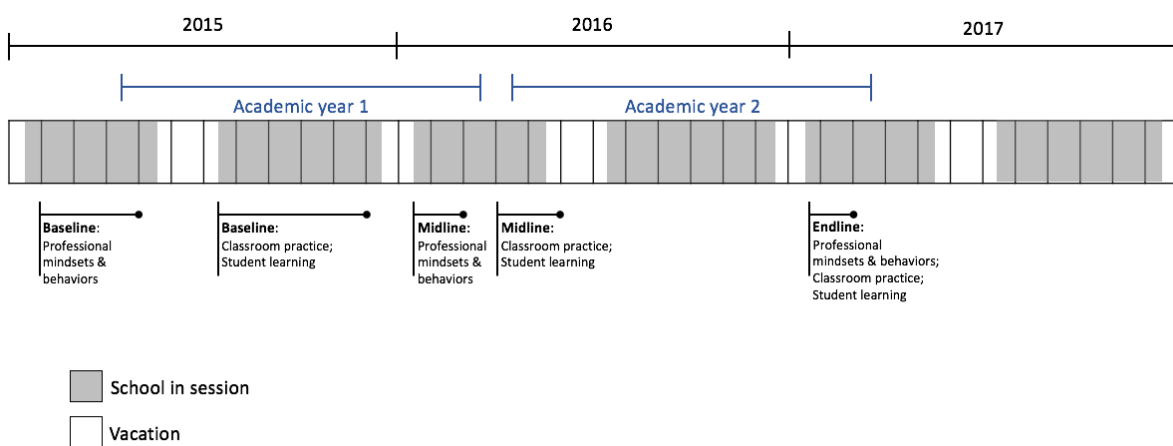 2015
2016
2017
Academic year 1
Academic year 2
Baseline:
Professional
mindsets &
behaviors
Baseline:
Classroom practice;
Student learning
Midline:
Professional
mindsets &
behaviors
Midline:
Classroom practice;
Student learning
Endline:
Professional
mindsets & behaviors;
Classroom practice;
Student learning
School in session
Vacation